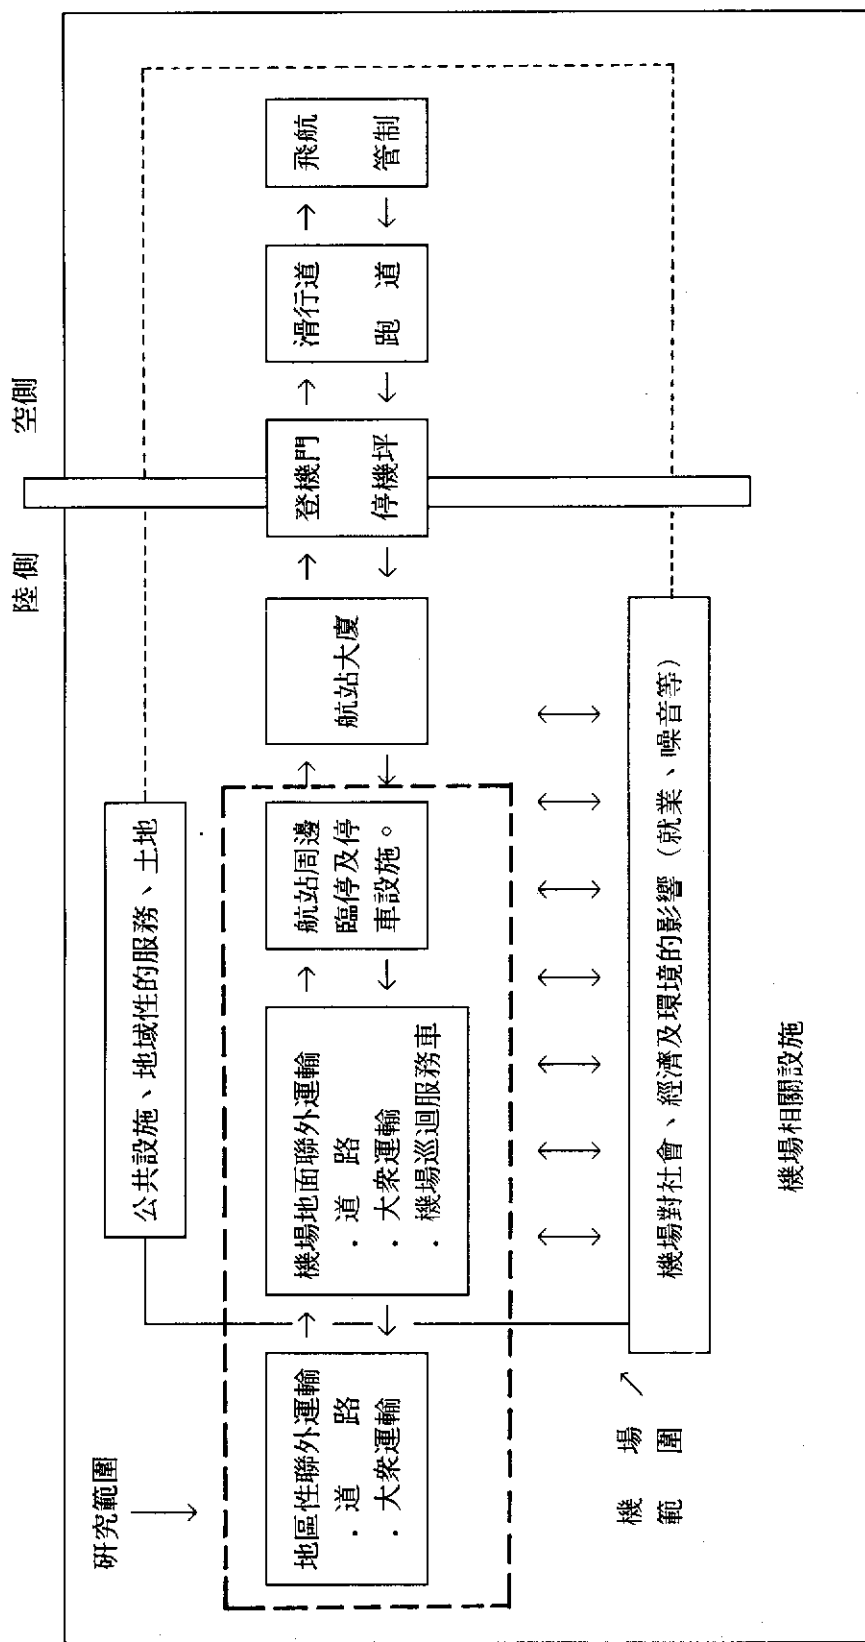 陸側
空側
研究範圍
公共設施、地域性的服務、土地
地區性聯外運輸
・道　路
・大衆運輸
機場地面聯外運輸
・道　路
・大衆運輸
・機場巡迴服務車
航站周邊
臨停及停
車設施。
航站大廈
登機門
停機坪
滑行道
跑　道
飛航
管制
機　場
範　圍
機場對社會、經濟及環境的影響（就業、噪音等）
機場相關設施